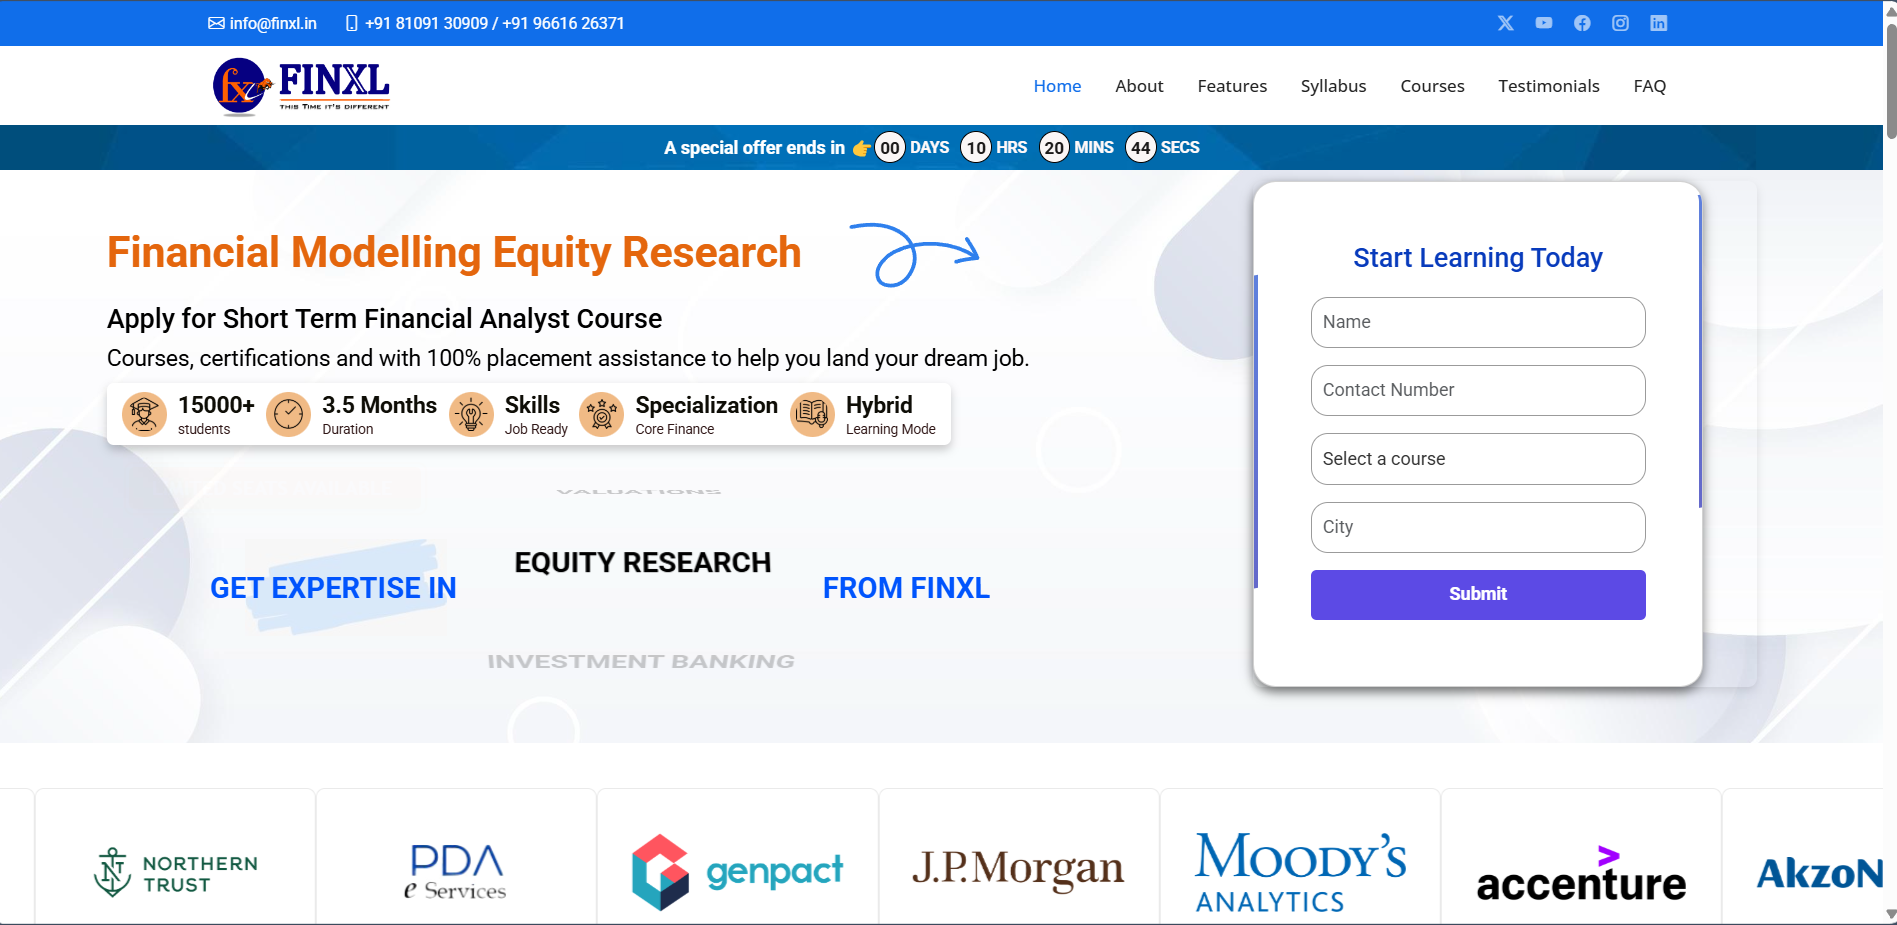 info@finxl.in +91 81091 30909 / +91 96616 26371
fx FINXL
THIS TIME IT'S DIFFERENT
Home About Features Syllabus Courses Testimonials FAQ
A special offer ends in 👉 00 DAYS 10 HRS 20 MINS 44 SECS
Financial Modelling Equity Research
Apply for Short Term Financial Analyst Course
Courses, certifications and with 100% placement assistance to help you land your dream job.
15000+ students
3.5 Months Duration
Skills Job Ready
Specialization Core Finance
Hybrid Learning Mode
VALUATIONS
GET EXPERTISE IN EQUITY RESEARCH FROM FINXL
INVESTMENT BANKING
Start Learning Today
Name
Contact Number
Select a course
City
Submit
NORTHERN TRUST
PDA e Services
genpact
J.P.Morgan
MOODY'S ANALYTICS
accenture
AkzoN